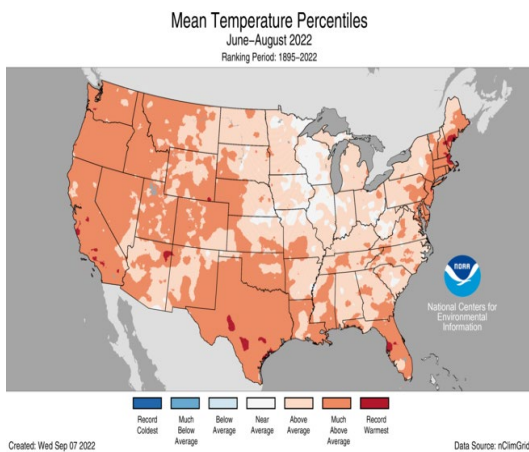 Mean Temperature Percentiles
June–August 2022
Ranking Period: 1895–2022
NOAA
National Centers for
Environmental
Information
Record
Coldest
Much
Below
Average
Below
Average
Near
Average
Above
Average
Much
Above
Average
Record
Warmest
Created: Wed Sep 07 2022
Data Source: nClimGrid